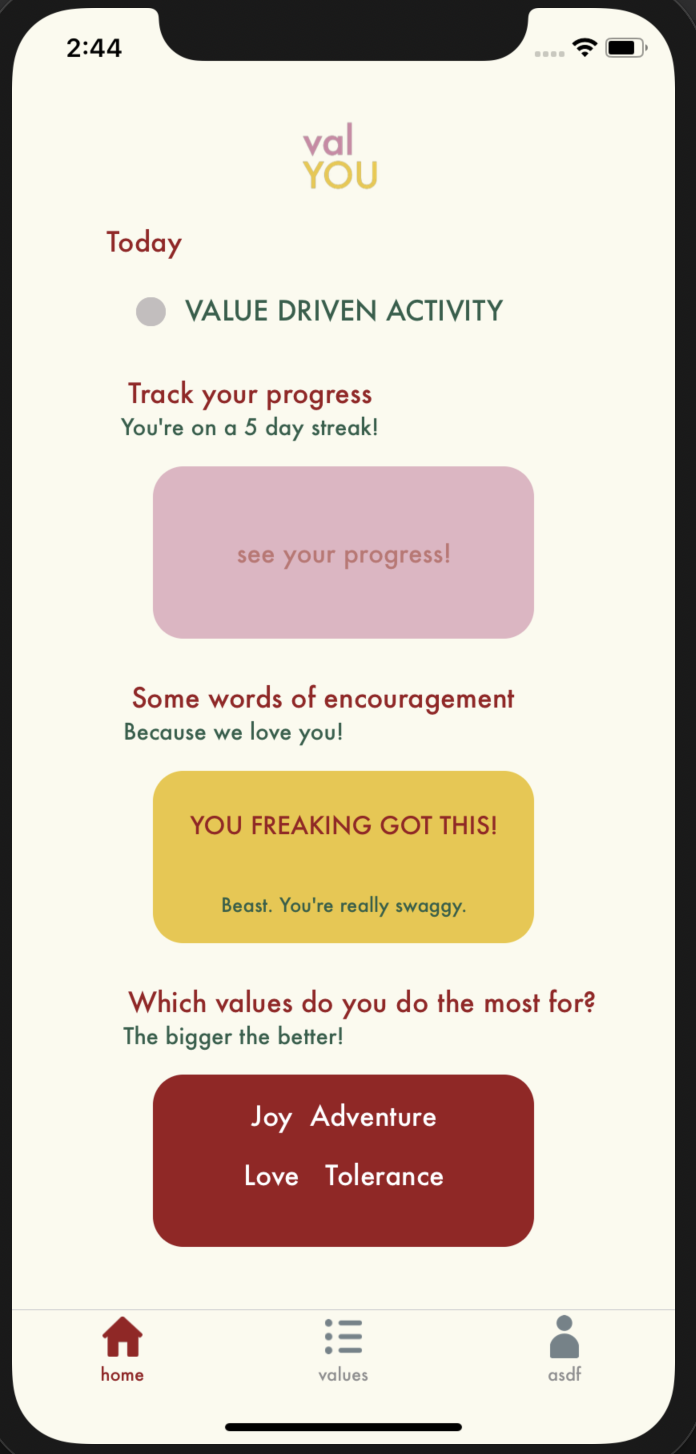 2:44
val
YOU
Today
VALUE DRIVEN ACTIVITY
Track your progress
You're on a 5 day streak!
see your progress!
Some words of encouragement
Because we love you!
YOU FREAKING GOT THIS!
Beast. You're really swaggy.
Which values do you do the most for?
The bigger the better!
Joy Adventure
Love Tolerance
home values asdf